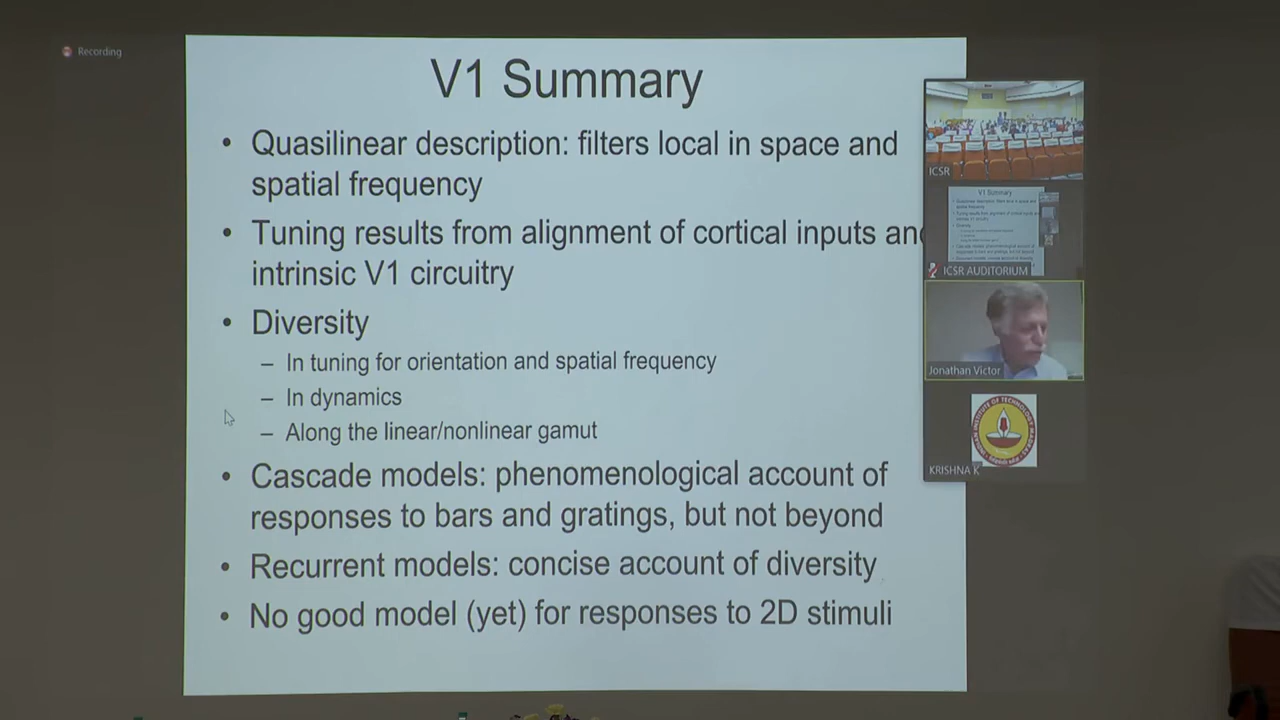 Recording
V1 Summary
• Quasilinear description: filters local in space and
spatial frequency
• Tuning results from alignment of cortical inputs and
intrinsic V1 circuitry
• Diversity
– In tuning for orientation and spatial frequency
– In dynamics
– Along the linear/nonlinear gamut
• Cascade models: phenomenological account of
responses to bars and gratings, but not beyond
• Recurrent models: concise account of diversity
• No good model (yet) for responses to 2D stimuli
ICSR
V1 Summary
ICSR AUDITORIUM
Jonathan Victor
KRISHNA K